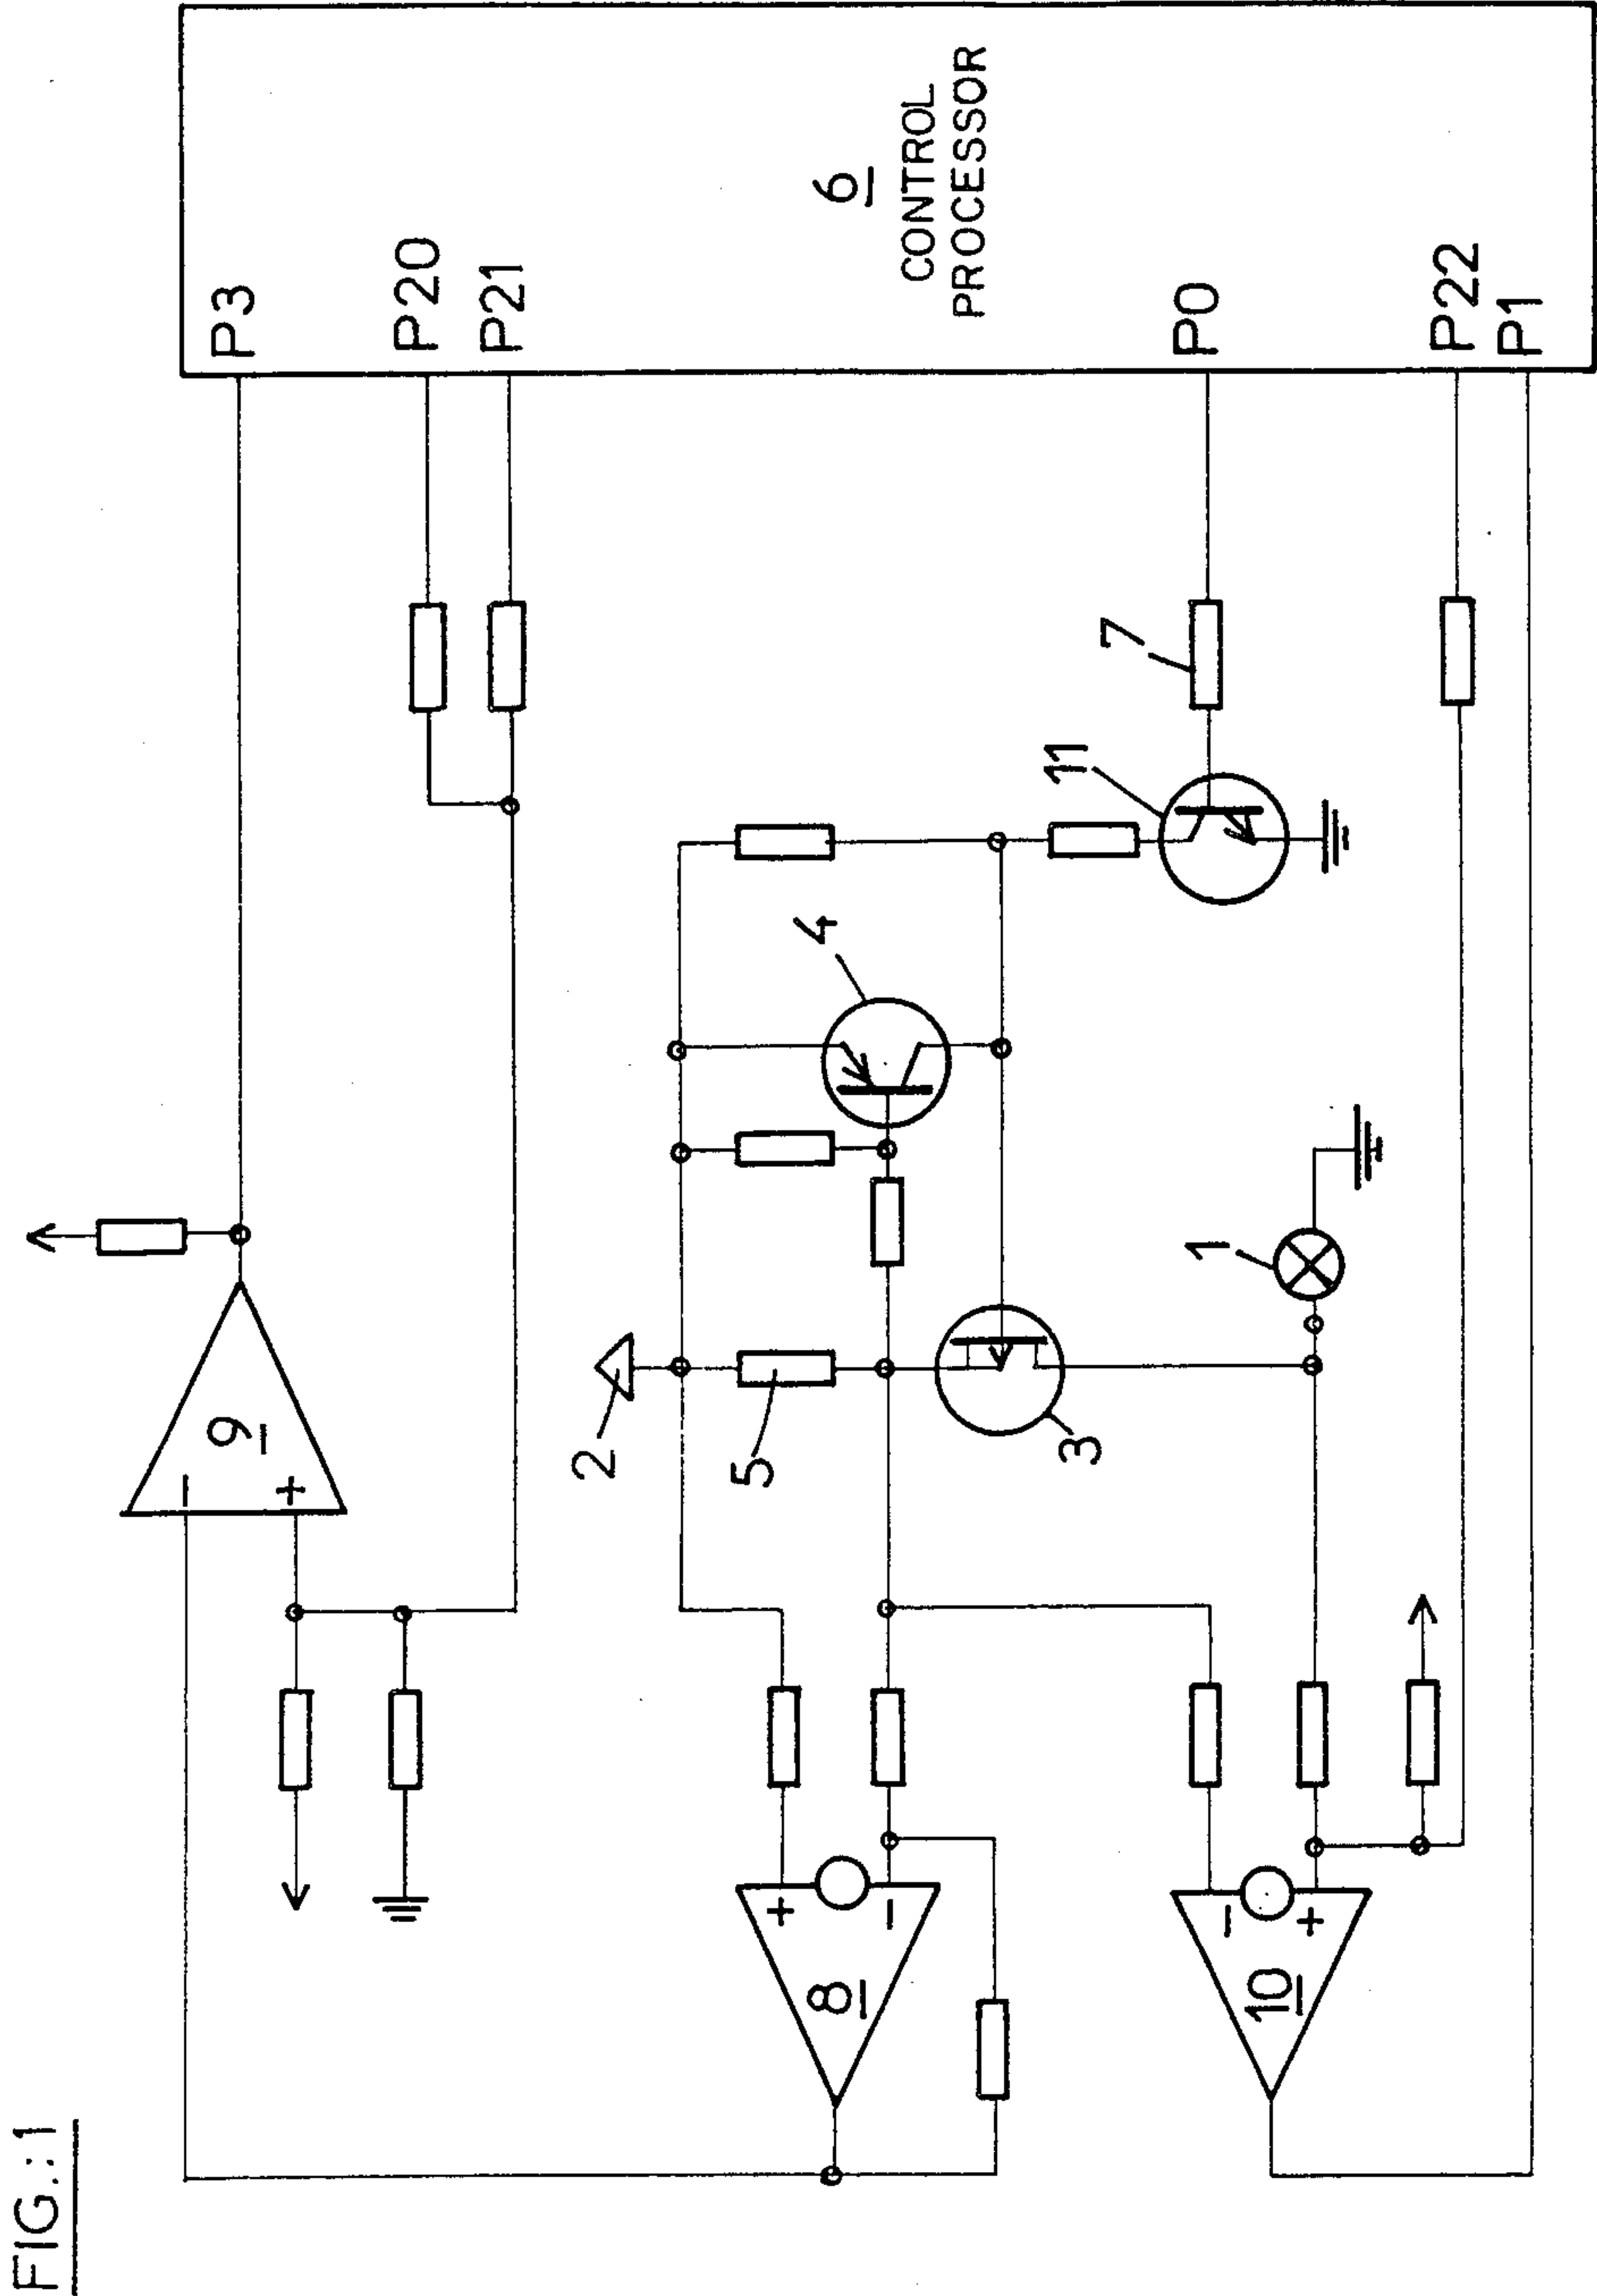 FIG.:1
P3
P20
P21
6
CONTROL
PROCESSOR
P0
P22
P1
9
−
+
2
5
4
3
11
7
1
8
+
−
10
−
+